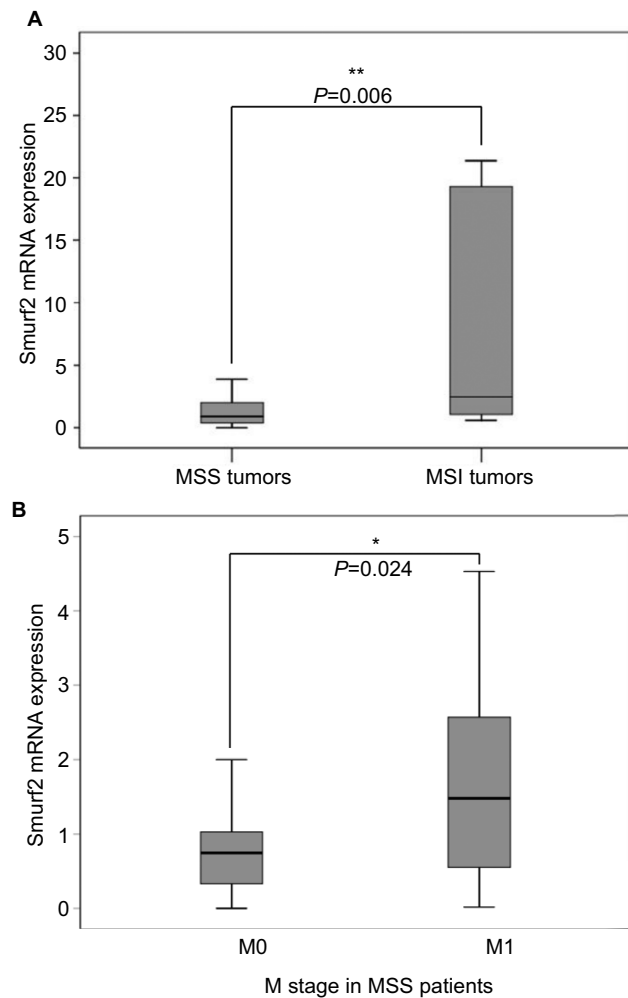 A
Smurf2 mRNA expression
30
25
20
15
10
5
0
**
P=0.006
MSS tumors
MSI tumors
B
Smurf2 mRNA expression
5
4
3
2
1
0
*
P=0.024
M0
M1
M stage in MSS patients